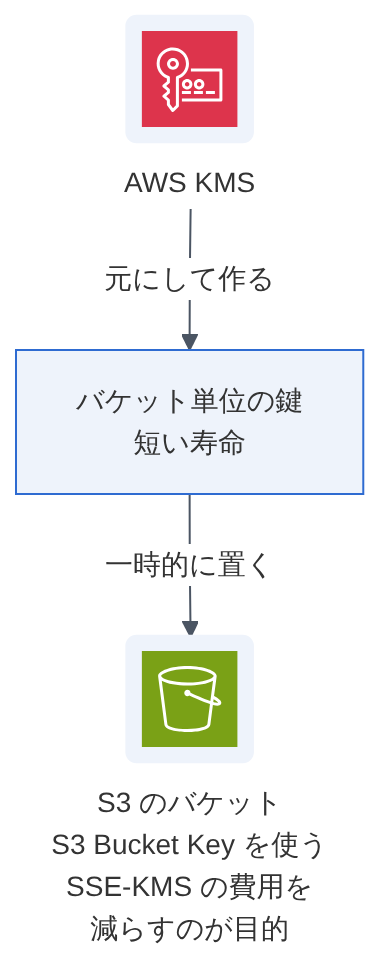 AWS KMS
元にして作る
バケット単位の鍵
短い寿命
一時的に置く
S3 のバケット
S3 Bucket Key を使う
SSE-KMS の費用を
減らすのが目的